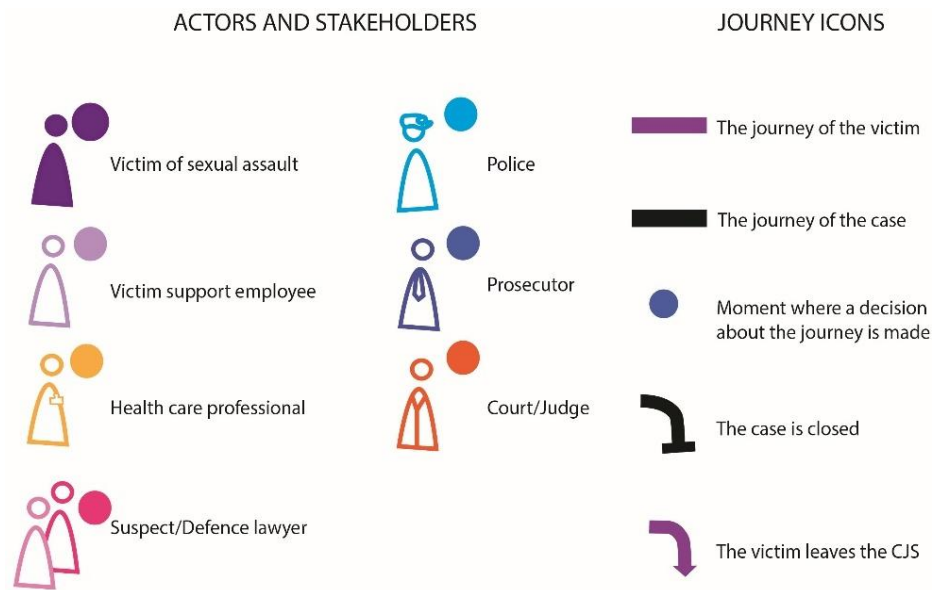 ACTORS AND STAKEHOLDERS
JOURNEY ICONS
Victim of sexual assault
Victim support employee
Health care professional
Suspect/Defence lawyer
Police
Prosecutor
Court/Judge
The journey of the victim
The journey of the case
Moment where a decision
about the journey is made
The case is closed
The victim leaves the CJS